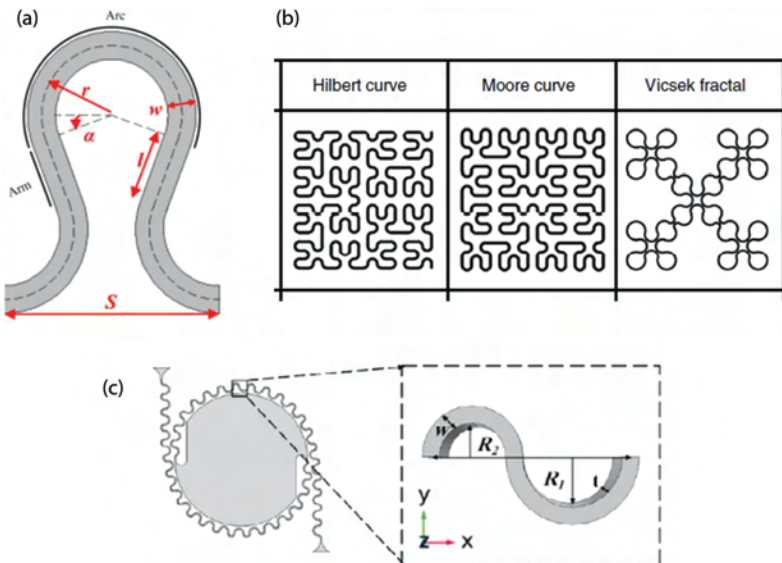 (a)
Arc
r
w
α
l
Arm
S
(b)
Hilbert curve
Moore curve
Vicsek fractal
(c)
w
R2
R1
t
y
z
x